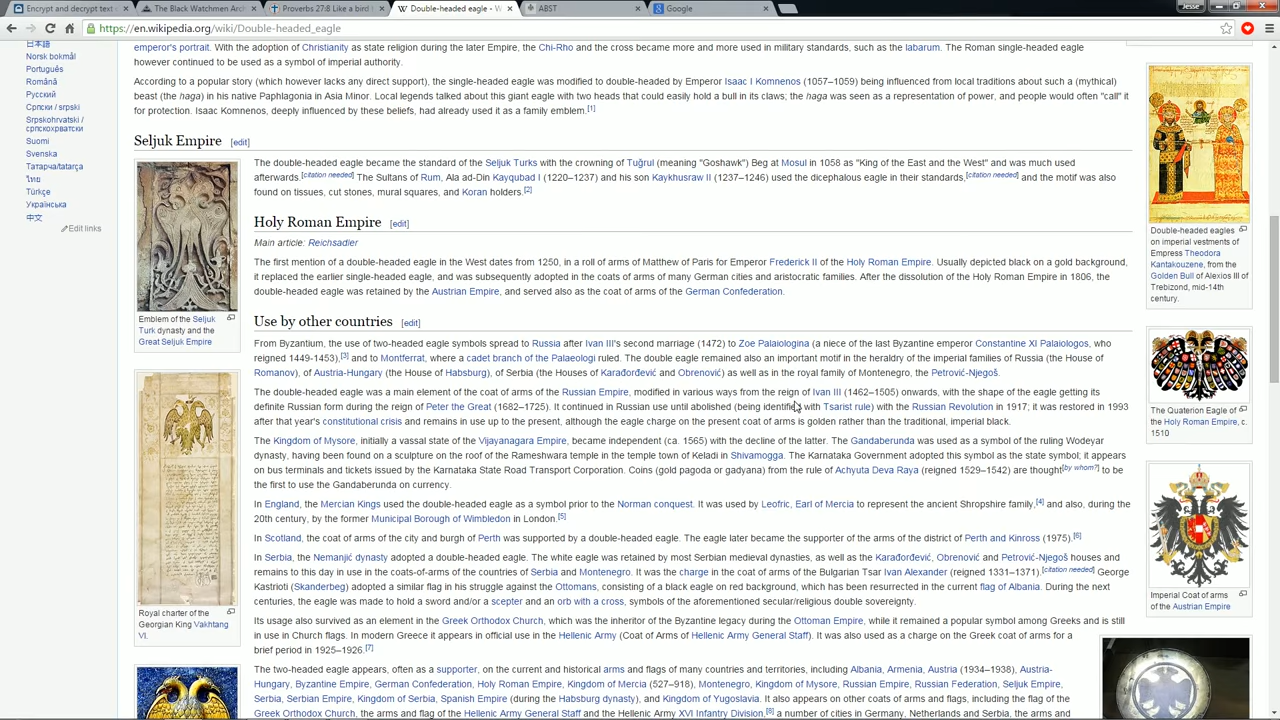 Encrypt and decrypt text o
The Black Watchmen Arc
Proverbs 27:8 Like a bird t
Double-headed eagle - W
ABST
Google
Jesse
https://en.wikipedia.org/wiki/Double-headed_eagle
日本語
Norsk bokmål
Português
Română
Русский
Српски / srpski
Srpskohrvatski /
српскохрватски
Suomi
Svenska
Татарча/tatarça
ไทย
Türkçe
Українська
中文
Edit links
emperor's portrait. With the adoption of Christianity as state religion during the later Empire, the Chi-Rho and the cross became more and more used in military standards, such as the labarum. The Roman single-headed eagle
however continued to be used as a symbol of imperial authority.
According to a popular story (which however lacks any direct support), the single-headed eagle was modified to double-headed by Emperor Isaac I Komnenos (1057–1059) being influenced from local traditions about such a (mythical)
beast (the haga) in his native Paphlagonia in Asia Minor. Local legends talked about this giant eagle with two heads that could easily hold a bull in its claws; the haga was seen as a representation of power, and people would often "call" it
for protection. Isaac Komnenos, deeply influenced by these beliefs, had already used it as a family emblem.[1]
Seljuk Empire [edit]
The double-headed eagle became the standard of the Seljuk Turks with the crowning of Tuğrul (meaning "Goshawk") Beg at Mosul in 1058 as "King of the East and the West" and was much used
afterwards.[citation needed] The Sultans of Rum, Ala ad-Din Kayqubad I (1220–1237) and his son Kaykhusraw II (1237–1246) used the dicephalous eagle in their standards,[citation needed] and the motif was also
found on tissues, cut stones, mural squares, and Koran holders.[2]
Emblem of the Seljuk
Turk dynasty and the
Great Seljuk Empire
Holy Roman Empire [edit]
Main article: Reichsadler
The first mention of a double-headed eagle in the West dates from 1250, in a roll of arms of Matthew of Paris for Emperor Frederick II of the Holy Roman Empire. Usually depicted black on a gold background,
it replaced the earlier single-headed eagle, and was subsequently adopted in the coats of arms of many German cities and aristocratic families. After the dissolution of the Holy Roman Empire in 1806, the
double-headed eagle was retained by the Austrian Empire, and served also as the coat of arms of the German Confederation.
Use by other countries [edit]
From Byzantium, the use of two-headed eagle symbols spread to Russia after Ivan III's second marriage (1472) to Zoe Palaiologina (a niece of the last Byzantine emperor Constantine XI Palaiologos, who
reigned 1449-1453),[3] and to Montferrat, where a cadet branch of the Palaeologi ruled. The double eagle remained also an important motif in the heraldry of the imperial families of Russia (the House of
Romanov), of Austria-Hungary (the House of Habsburg), of Serbia (the Houses of Karađorđević and Obrenović) as well as in the royal family of Montenegro, the Petrović-Njegoš.
The double-headed eagle was a main element of the coat of arms of the Russian Empire, modified in various ways from the reign of Ivan III (1462–1505) onwards, with the shape of the eagle getting its
definite Russian form during the reign of Peter the Great (1682–1725). It continued in Russian use until abolished (being identified with Tsarist rule) with the Russian Revolution in 1917; it was restored in 1993
after that year's constitutional crisis and remains in use up to the present, although the eagle charge on the present coat of arms is golden rather than the traditional, imperial black.
The Kingdom of Mysore, initially a vassal state of the Vijayanagara Empire, became independent (ca. 1565) with the decline of the latter. The Gandaberunda was used as a symbol of the ruling Wodeyar
dynasty, having been found on a sculpture on the roof of the Rameshwara temple in the temple town of Keladi in Shivamogga. The Karnataka Government adopted this symbol as the state symbol; it appears
on bus terminals and tickets issued by the Karnataka State Road Transport Corporation. Coins (gold pagoda or gadyana) from the rule of Achyuta Deva Raya (reigned 1529–1542) are thought[by whom?] to be
the first to use the Gandaberunda on currency.
In England, the Mercian Kings used the double-headed eagle as symbol prior to the Norman conquest. It was used by Leofric, Earl of Mercia to represent the ancient Shropshire family,[4] and also, during the
20th century, by the former Municipal Borough of Wimbledon in London.[5]
In Scotland, the coat of arms of the city and burgh of Perth was supported by a double-headed eagle. The eagle later became the supporter of the arms of the district of Perth and Kinross (1975).[6]
In Serbia, the Nemanjić dynasty adopted a double-headed eagle. The white eagle was retained by most Serbian medieval dynasties, as well as the Karađorđević, Obrenović and Petrović-Njegoš houses and
remains to this day in use in the coats-of-arms of the countries of Serbia and Montenegro. It was the charge in the coat of arms of the Bulgarian Tsar Ivan Alexander (reigned 1331–1371).[citation needed] George
Kastrioti (Skanderbeg) adopted a similar flag in his struggle against the Ottomans, consisting of a black eagle on red background, which has been resurrected in the current flag of Albania. During the next
centuries, the eagle was made to hold a sword and/or a scepter and an orb with a cross, symbols of the aforementioned secular/religious double sovereignty.
Its usage also survived as an element in the Greek Orthodox Church, which was the inheritor of the Byzantine legacy during the Ottoman Empire, while it remained a popular symbol among Greeks and is still
in use in Church flags. In modern Greece it appears in official use in the Hellenic Army (Coat of Arms of Hellenic Army General Staff). It was also used as a charge on the Greek coat of arms for a
brief period in 1925–1926.[7]
Royal charter of the
Georgian King Vakhtang
VI.
The two-headed eagle appears, often as a supporter, on the current and historical arms and flags of many countries and territories, including Albania, Armenia, Austria (1934–1938), Austria-
Hungary, Byzantine Empire, German Confederation, Holy Roman Empire, Kingdom of Mercia (527–918), Montenegro, Kingdom of Mysore, Russian Empire, Russian Federation, Seljuk Empire,
Serbia, Serbian Empire, Kingdom of Serbia, Spanish Empire (during the Habsburg dynasty), and Kingdom of Yugoslavia. It also appears on other coats of arms and flags, including the flag of the
Greek Orthodox Church, the arms and flag of the Hellenic Army General Staff and the Hellenic Army XVI Infantry Division,[8] a number of cities in Germany, Netherlands and Serbia, the arms and
Double-headed eagles
on imperial vestments of
Empress Theodora
Kantakouzene, from the
Golden Bull of Alexios III of
Trebizond, mid-14th
century.
The Quaterion Eagle of
the Holy Roman Empire, c.
1510
Imperial Coat of arms
of the Austrian Empire